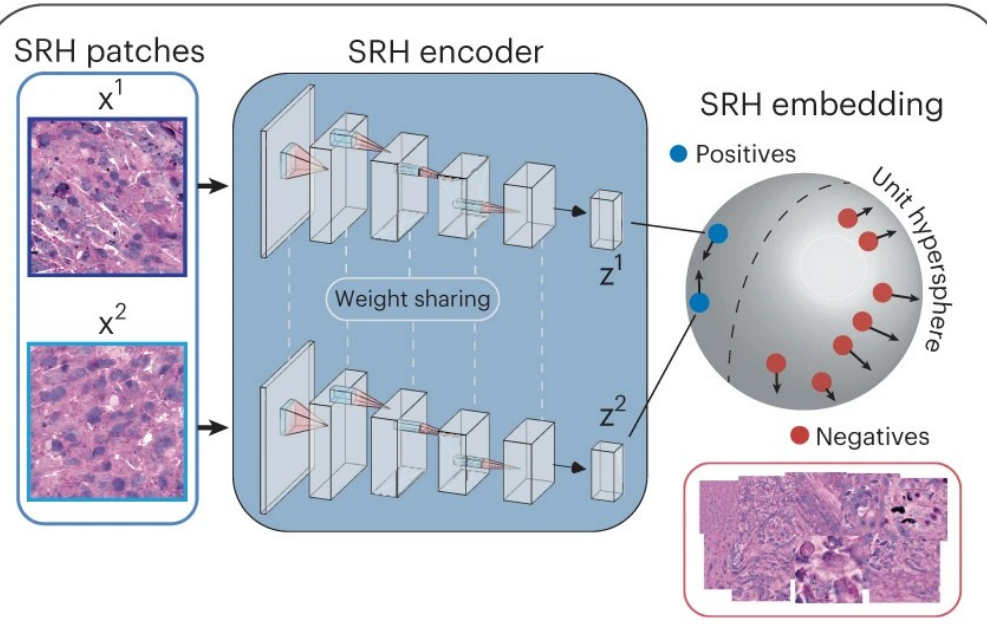 SRH patches
x¹
x²
SRH encoder
z¹
Weight sharing
z²
SRH embedding
Positives
Unit hypersphere
Negatives